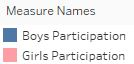 Measure Names
Boys Participation
Girls Participation